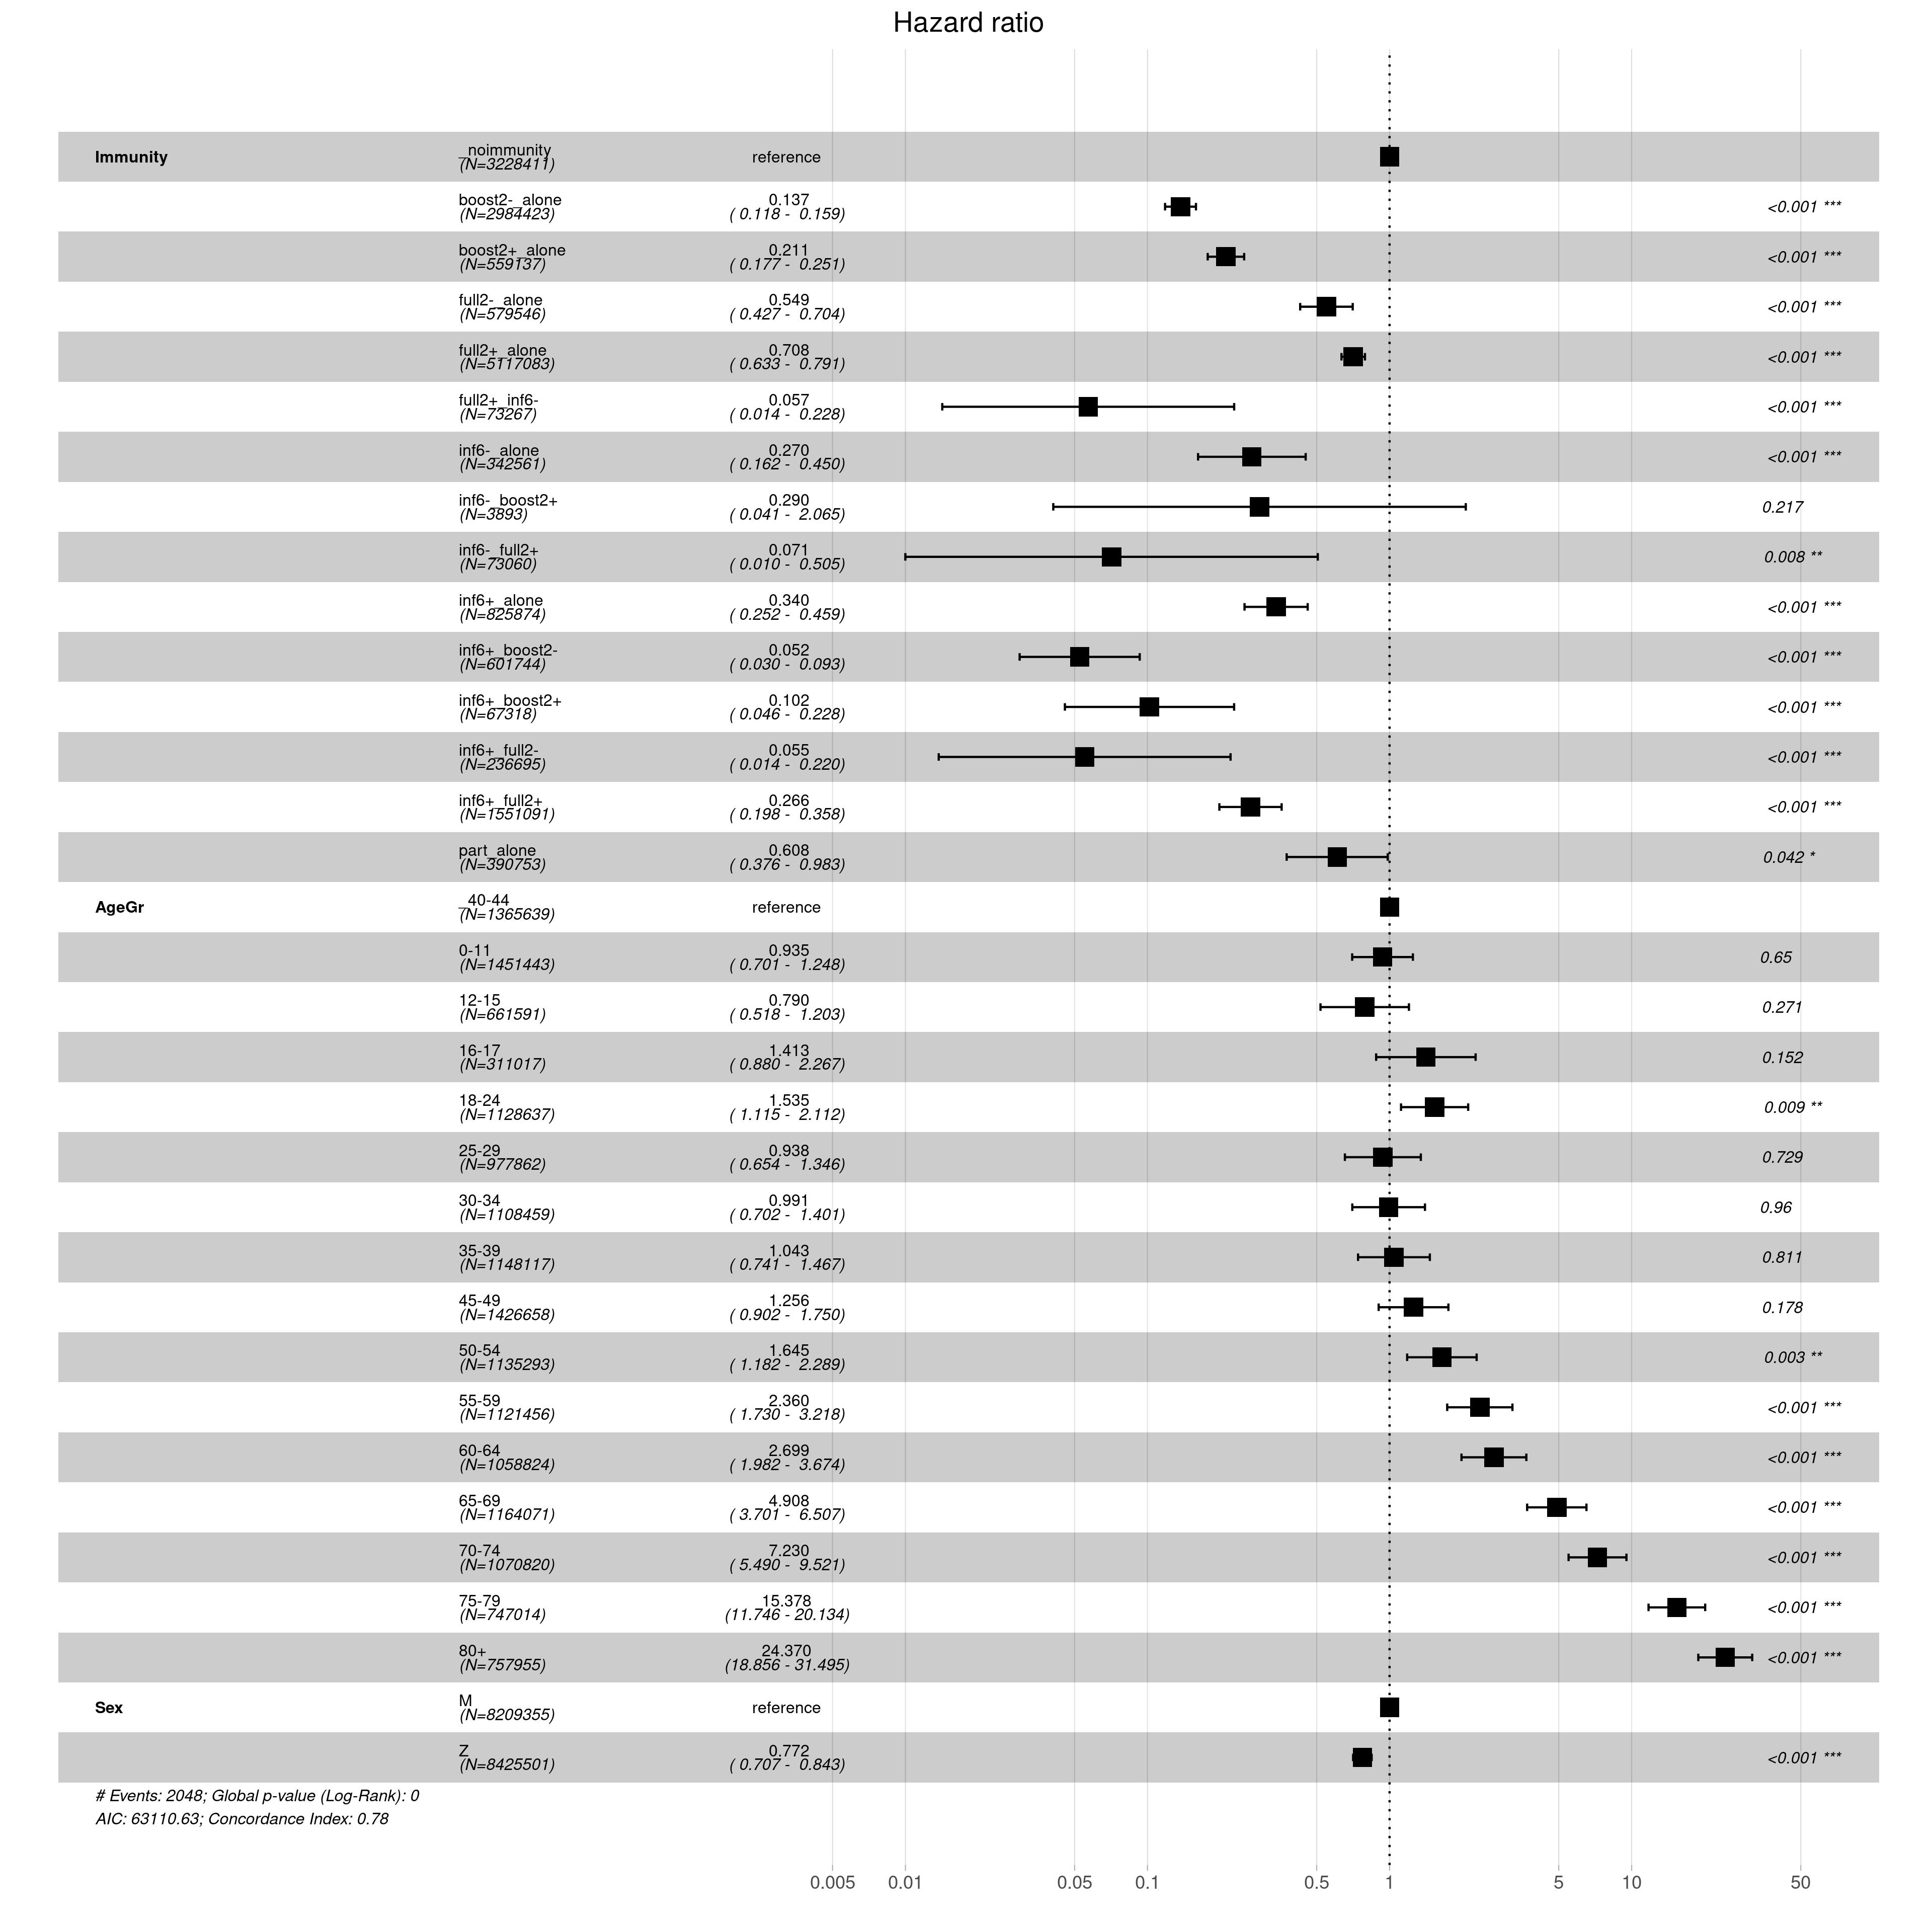 Hazard ratio
Immunity _noimmunity reference
(N=3228411)
boost2-_alone 0.137 <0.001 ***
(N=2984423) ( 0.118 - 0.159)
boost2+_alone 0.211 <0.001 ***
(N=559137) ( 0.177 - 0.251)
full2-_alone 0.549 <0.001 ***
(N=579546) ( 0.427 - 0.704)
full2+_alone 0.708 <0.001 ***
(N=5117083) ( 0.633 - 0.791)
full2+_inf6- 0.057 <0.001 ***
(N=73267) ( 0.014 - 0.228)
inf6-_alone 0.270 <0.001 ***
(N=342561) ( 0.162 - 0.450)
inf6-_boost2+ 0.290 0.217
(N=3893) ( 0.041 - 2.065)
inf6-_full2+ 0.071 0.008 **
(N=73060) ( 0.010 - 0.505)
inf6+_alone 0.340 <0.001 ***
(N=825874) ( 0.252 - 0.459)
inf6+_boost2- 0.052 <0.001 ***
(N=601744) ( 0.030 - 0.093)
inf6+_boost2+ 0.102 <0.001 ***
(N=67318) ( 0.046 - 0.228)
inf6+_full2- 0.055 <0.001 ***
(N=236695) ( 0.014 - 0.220)
inf6+_full2+ 0.266 <0.001 ***
(N=1551091) ( 0.198 - 0.358)
part_alone 0.608 0.042 *
(N=390753) ( 0.376 - 0.983)
AgeGr _40-44 reference
(N=1365639)
0-11 0.935 0.65
(N=1451443) ( 0.701 - 1.248)
12-15 0.790 0.271
(N=661591) ( 0.518 - 1.203)
16-17 1.413 0.152
(N=311017) ( 0.880 - 2.267)
18-24 1.535 0.009 **
(N=1128637) ( 1.115 - 2.112)
25-29 0.938 0.729
(N=977862) ( 0.654 - 1.346)
30-34 0.991 0.96
(N=1108459) ( 0.702 - 1.401)
35-39 1.043 0.811
(N=1148117) ( 0.741 - 1.467)
45-49 1.256 0.178
(N=1426658) ( 0.902 - 1.750)
50-54 1.645 0.003 **
(N=1135293) ( 1.182 - 2.289)
55-59 2.360 <0.001 ***
(N=1121456) ( 1.730 - 3.218)
60-64 2.699 <0.001 ***
(N=1058824) ( 1.982 - 3.674)
65-69 4.908 <0.001 ***
(N=1164071) ( 3.701 - 6.507)
70-74 7.230 <0.001 ***
(N=1070820) ( 5.490 - 9.521)
75-79 15.378 <0.001 ***
(N=747014) (11.746 - 20.134)
80+ 24.370 <0.001 ***
(N=757955) (18.856 - 31.495)
Sex M reference
(N=8209355)
Z 0.772 <0.001 ***
(N=8425501) ( 0.707 - 0.843)
# Events: 2048; Global p-value (Log-Rank): 0
AIC: 63110.63; Concordance Index: 0.78
0.005 0.01 0.05 0.1 0.5 1 5 10 50